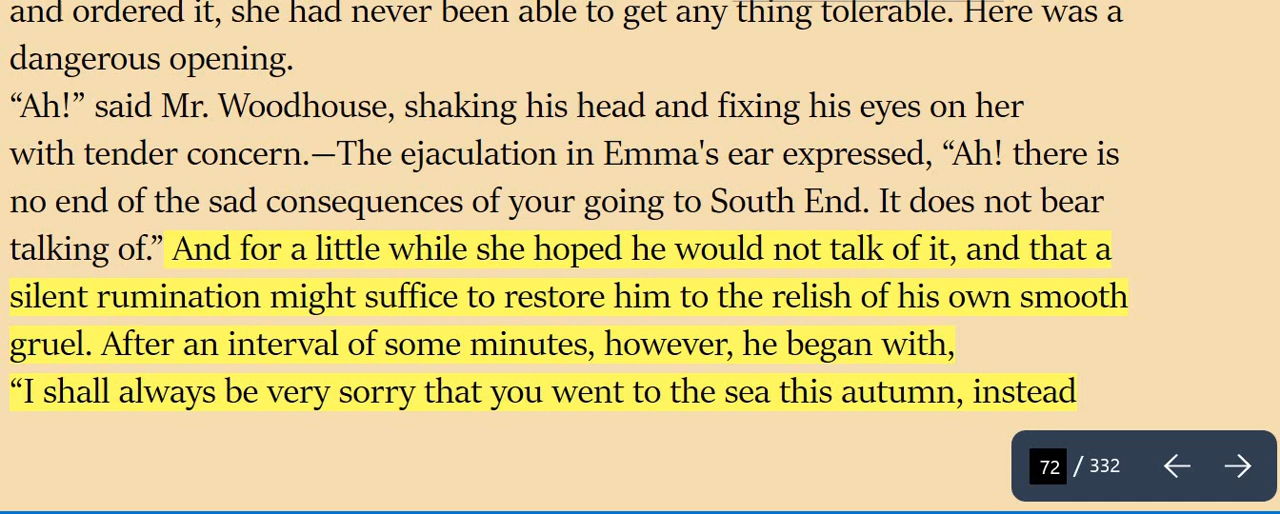 and ordered it, she had never been able to get any thing tolerable. Here was a
dangerous opening.
“Ah!” said Mr. Woodhouse, shaking his head and fixing his eyes on her
with tender concern.—The ejaculation in Emma's ear expressed, “Ah! there is
no end of the sad consequences of your going to South End. It does not bear
talking of.” And for a little while she hoped he would not talk of it, and that a
silent rumination might suffice to restore him to the relish of his own smooth
gruel. After an interval of some minutes, however, he began with,
“I shall always be very sorry that you went to the sea this autumn, instead
72 / 332